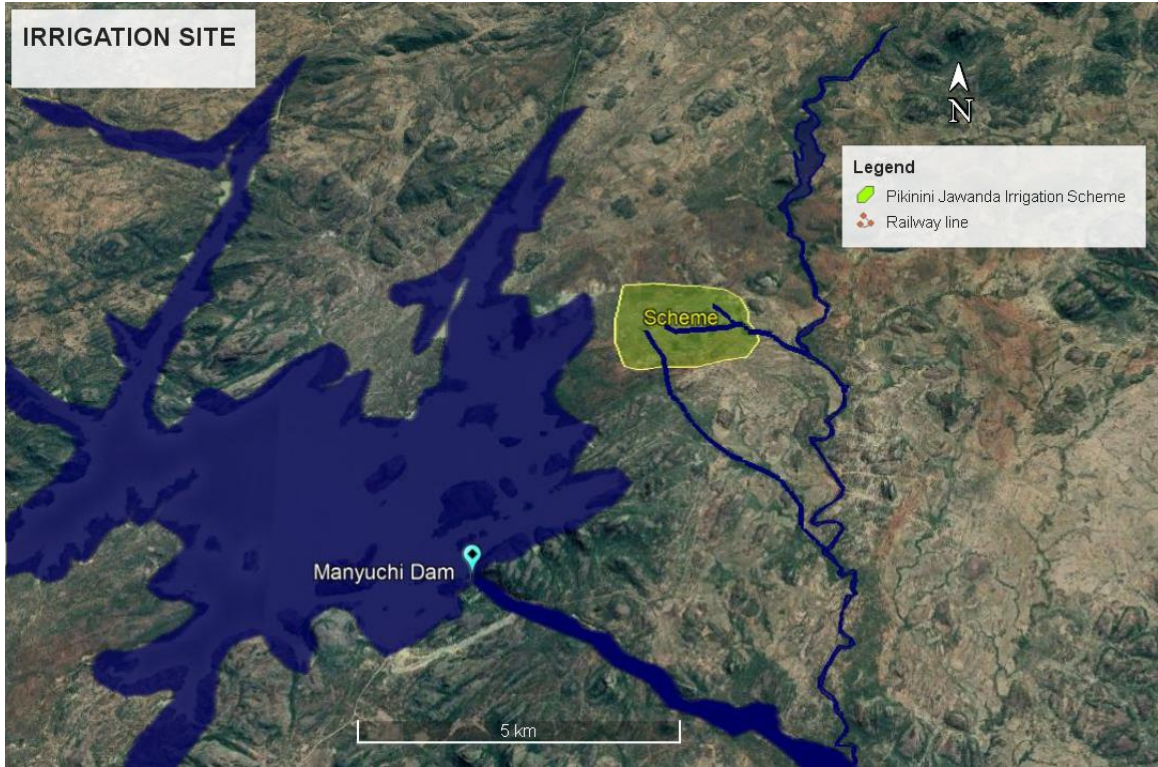 IRRIGATION SITE
N
Legend
Pikinini Jawanda Irrigation Scheme
Railway line
Scheme
Manyuchi Dam
5 km